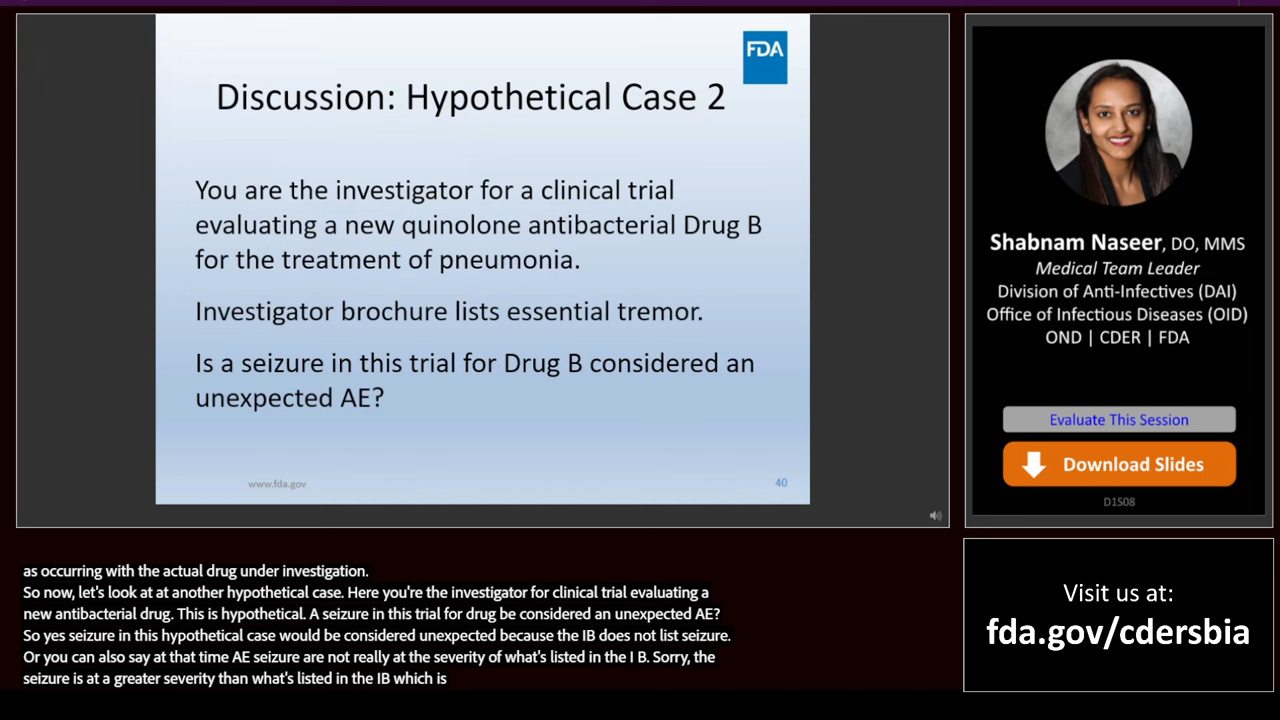 FDA
Discussion: Hypothetical Case 2
You are the investigator for a clinical trial
evaluating a new quinolone antibacterial Drug B
for the treatment of pneumonia.
Investigator brochure lists essential tremor.
Is a seizure in this trial for Drug B considered an
unexpected AE?
www.fda.gov
40
Shabnam Naseer, DO, MMS
Medical Team Leader
Division of Anti-Infectives (DAI)
Office of Infectious Diseases (OID)
OND | CDER | FDA
Evaluate This Session
Download Slides
D1S08
as occurring with the actual drug under investigation.
So now, let's look at at another hypothetical case. Here you're the investigator for clinical trial evaluating a
new antibacterial drug. This is hypothetical. A seizure in this trial for drug be considered an unexpected AE?
So yes seizure in this hypothetical case would be considered unexpected because the IB does not list seizure.
Or you can also say at that time AE seizure are not really at the severity of what's listed in the I B. Sorry, the
seizure is at a greater severity than what's listed in the IB which is
Visit us at:
fda.gov/cdersbia